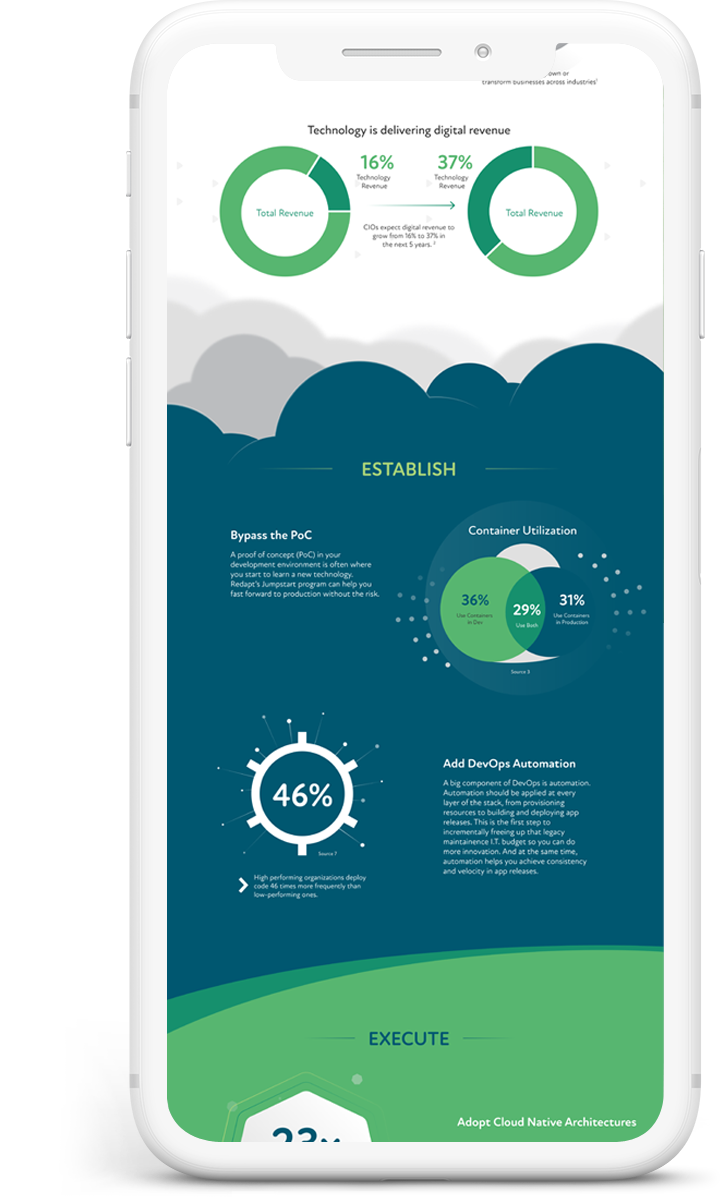 own or
transform businesses across industries¹
Technology is delivering digital revenue
Total Revenue
16%
Technology
Revenue
37%
Technology
Revenue
CIOs expect digital revenue to
grow from 16% to 37% in
the next 5 years. ²
Total Revenue
ESTABLISH
Bypass the PoC
A proof of concept (PoC) in your
development environment is often where
you start to learn a new technology.
Redapt's Jumpstart program can help you
fast forward to production without the risk.
Container Utilization
36%
Use Containers
in Dev
29%
Use Both
31%
Use Containers
in Production
Source 3
46%
Source 7
High performing organizations deploy
code 46 times more frequently than
low-performing ones.
Add DevOps Automation
A big component of DevOps is automation.
Automation should be applied at every
layer of the stack, from provisioning
resources to building and deploying app
releases. This is the first step to
incrementally freeing up that legacy
maintainence I.T. budget so you can do
more innovation. And at the same time,
automation helps you achieve consistency
and velocity in app releases.
EXECUTE
23x
Adopt Cloud Native Architectures